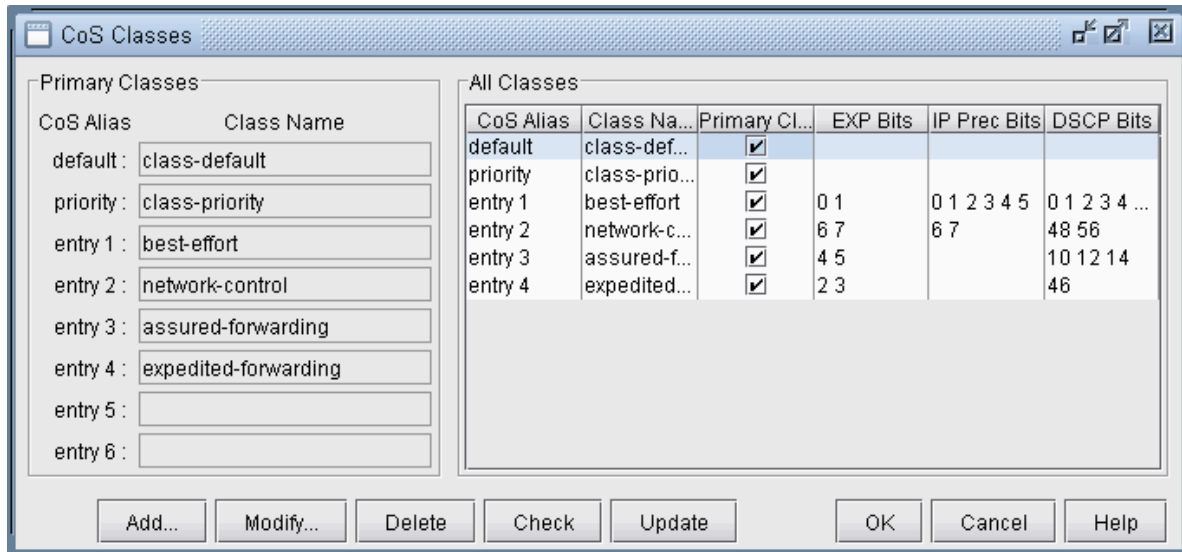 CoS Classes
Primary Classes
CoS Alias Class Name
default : class-default
priority : class-priority
entry 1 : best-effort
entry 2 : network-control
entry 3 : assured-forwarding
entry 4 : expedited-forwarding
entry 5 :
entry 6 :
All Classes
CoS Alias Class Na... Primary Cl... EXP Bits IP Prec Bits DSCP Bits
default class-def...
priority class-prio...
entry 1 best-effort 0 1 0 1 2 3 4 5 0 1 2 3 4 ...
entry 2 network-c... 6 7 6 7 48 56
entry 3 assured-f... 4 5 10 12 14
entry 4 expedited... 2 3 46
Add... Modify... Delete Check Update OK Cancel Help